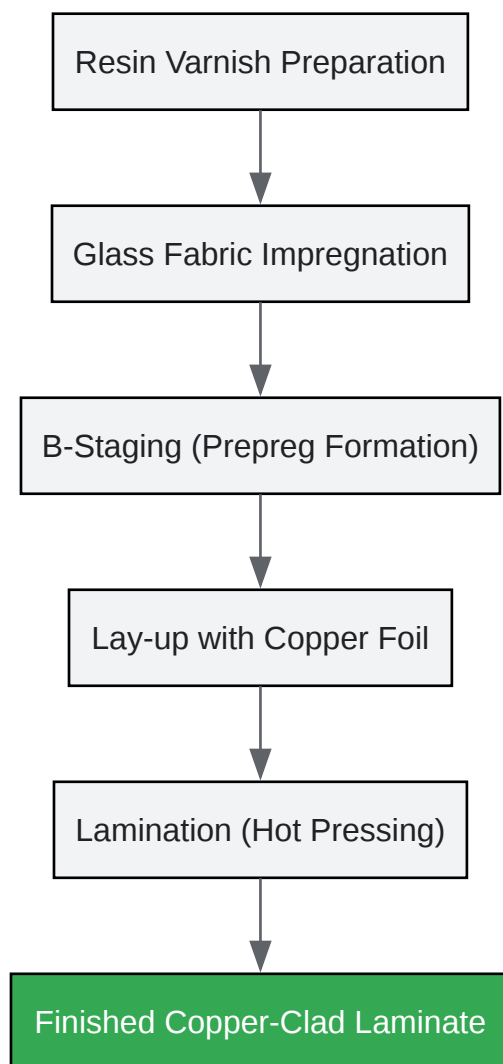 Resin Varnish Preparation
Glass Fabric Impregnation
B-Staging (Prepreg Formation)
Lay-up with Copper Foil
Lamination (Hot Pressing)
Finished Copper-Clad Laminate